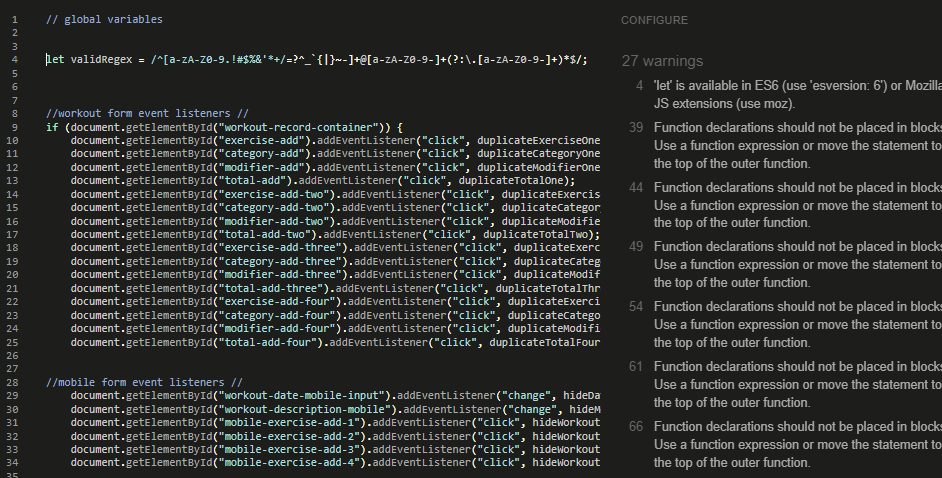 1 // global variables
2
3
4 let validRegex = /^[a-zA-Z0-9.!#$%&'*+/=?^_`{|}~-]+@[a-zA-Z0-9-]+(?:\.[a-zA-Z0-9-]+)*$/;
5
6
7
8 //workout form event listeners //
9 if (document.getElementById("workout-record-container")) {
10 document.getElementById("exercise-add").addEventListener("click", duplicateExerciseOne
11 document.getElementById("category-add").addEventListener("click", duplicateCategoryOne
12 document.getElementById("modifier-add").addEventListener("click", duplicateModifierOne
13 document.getElementById("total-add").addEventListener("click", duplicateTotalOne);
14 document.getElementById("exercise-add-two").addEventListener("click", duplicateExercis
15 document.getElementById("category-add-two").addEventListener("click", duplicateCategor
16 document.getElementById("modifier-add-two").addEventListener("click", duplicateModifie
17 document.getElementById("total-add-two").addEventListener("click", duplicateTotalTwo);
18 document.getElementById("exercise-add-three").addEventListener("click", duplicateExerc
19 document.getElementById("category-add-three").addEventListener("click", duplicateCateg
20 document.getElementById("modifier-add-three").addEventListener("click", duplicateModif
21 document.getElementById("total-add-three").addEventListener("click", duplicateTotalThr
22 document.getElementById("exercise-add-four").addEventListener("click", duplicateExerci
23 document.getElementById("category-add-four").addEventListener("click", duplicateCatego
24 document.getElementById("modifier-add-four").addEventListener("click", duplicateModifi
25 document.getElementById("total-add-four").addEventListener("click", duplicateTotalFour
26
27
28 //mobile form event listeners //
29 document.getElementById("workout-date-mobile-input").addEventListener("change", hideDa
30 document.getElementById("workout-description-mobile").addEventListener("change", hideM
31 document.getElementById("mobile-exercise-add-1").addEventListener("click", hideWorkout
32 document.getElementById("mobile-exercise-add-2").addEventListener("click", hideWorkout
33 document.getElementById("mobile-exercise-add-3").addEventListener("click", hideWorkout
34 document.getElementById("mobile-exercise-add-4").addEventListener("click", hideWorkout
35
CONFIGURE
27 warnings
4 'let' is available in ES6 (use 'esversion: 6') or Mozilla
JS extensions (use moz).
39 Function declarations should not be placed in blocks
Use a function expression or move the statement to
the top of the outer function.
44 Function declarations should not be placed in blocks
Use a function expression or move the statement to
the top of the outer function.
49 Function declarations should not be placed in blocks
Use a function expression or move the statement to
the top of the outer function.
54 Function declarations should not be placed in blocks
Use a function expression or move the statement to
the top of the outer function.
61 Function declarations should not be placed in blocks
Use a function expression or move the statement to
the top of the outer function.
66 Function declarations should not be placed in blocks
Use a function expression or move the statement to
the top of the outer function.